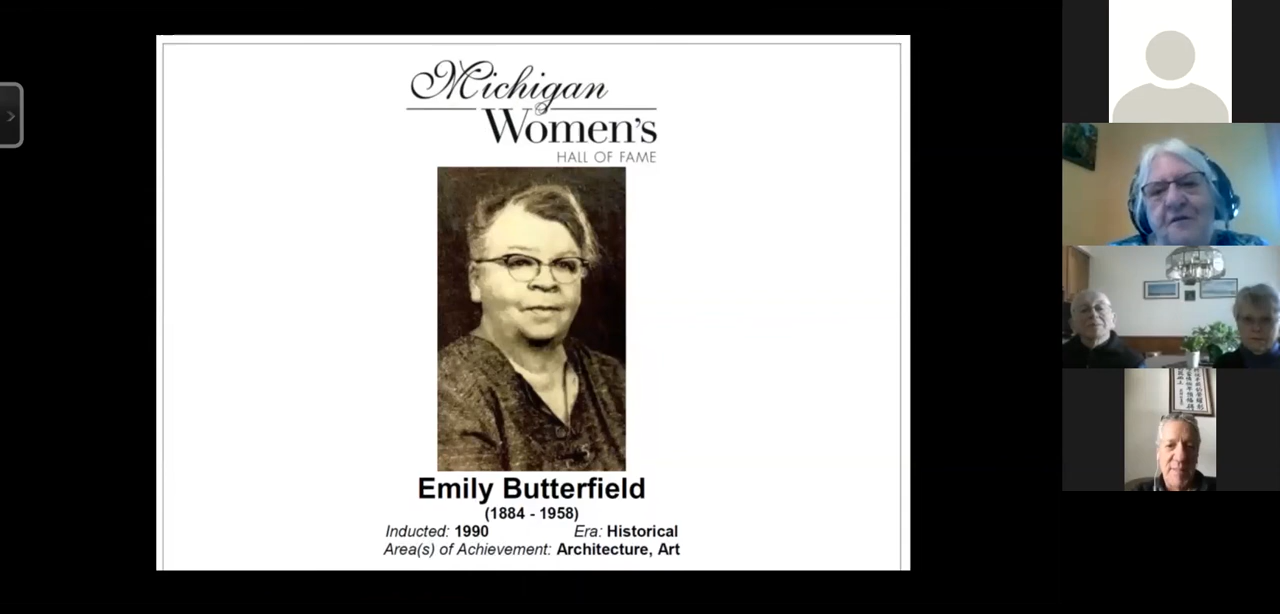 Michigan
Women's
HALL OF FAME
Emily Butterfield
(1884 - 1958)
Inducted: 1990 Era: Historical
Area(s) of Achievement: Architecture, Art